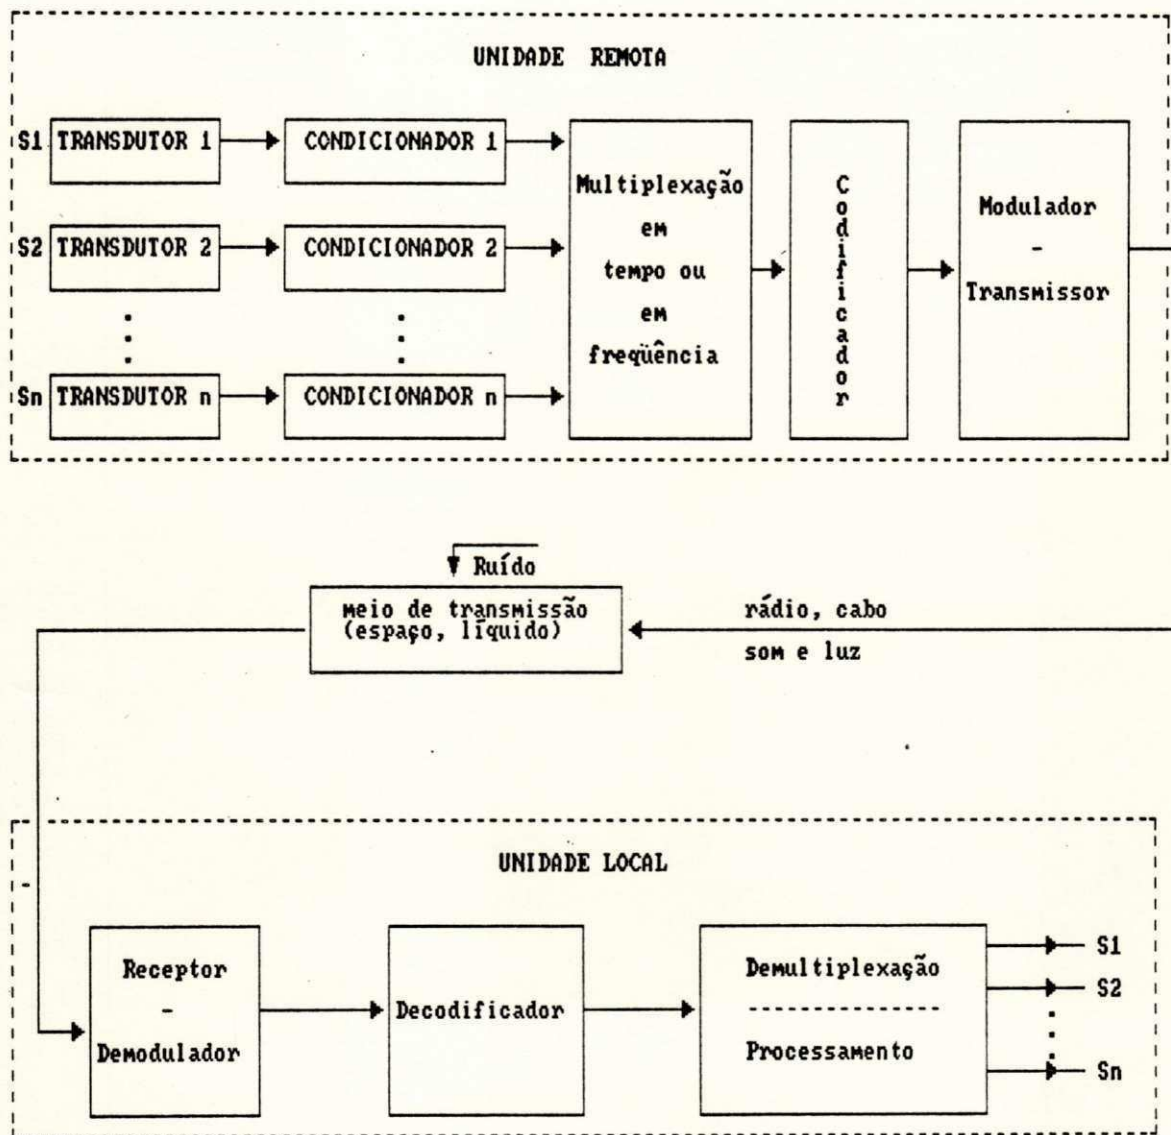 UNIDADE REMOTA
S1 TRANSDUTOR 1
CONDICIONADOR 1
S2 TRANSDUTOR 2
CONDICIONADOR 2
Sn TRANSDUTOR n
CONDICIONADOR n
Multiplexação
em
tempo ou
em
freqüência
Codificador
Modulador
-
Transmissor
Ruído
meio de transmissão
(espaço, líquido)
rádio, cabo
som e luz
UNIDADE LOCAL
Receptor
-
Demodulador
Decodificador
Demultiplexação
Processamento
S1
S2
Sn